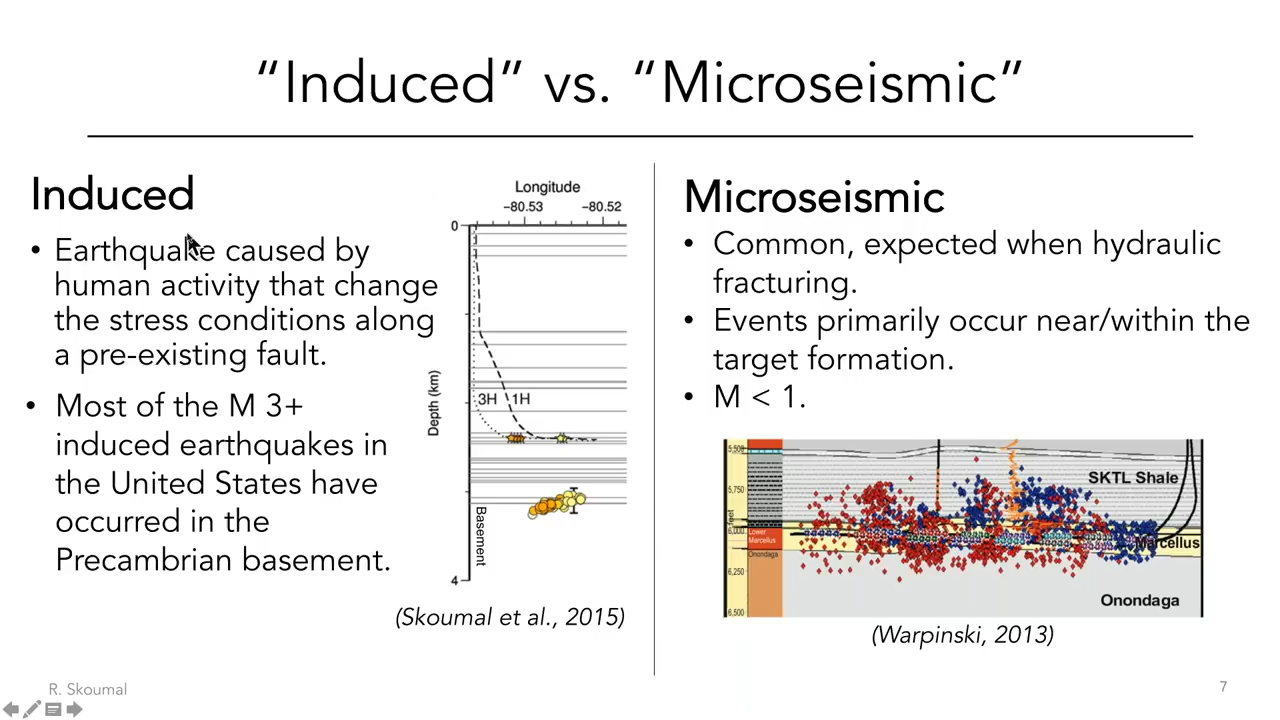 “Induced” vs. “Microseismic”
Induced
• Earthquake caused by
human activity that change
the stress conditions along
a pre-existing fault.
• Most of the M 3+
induced earthquakes in
the United States have
occurred in the
Precambrian basement.
Longitude
−80.53 −80.52
0
Depth (km)
3H 1H
Basement
4
(Skoumal et al., 2015)
Microseismic
• Common, expected when hydraulic
fracturing.
• Events primarily occur near/within the
target formation.
• M < 1.
5,500
5,750
feet
6,000
6,250
6,500
Lower
Marcellus
Onondaga
SKTL Shale
Marcellus
Onondaga
(Warpinski, 2013)
R. Skoumal
7